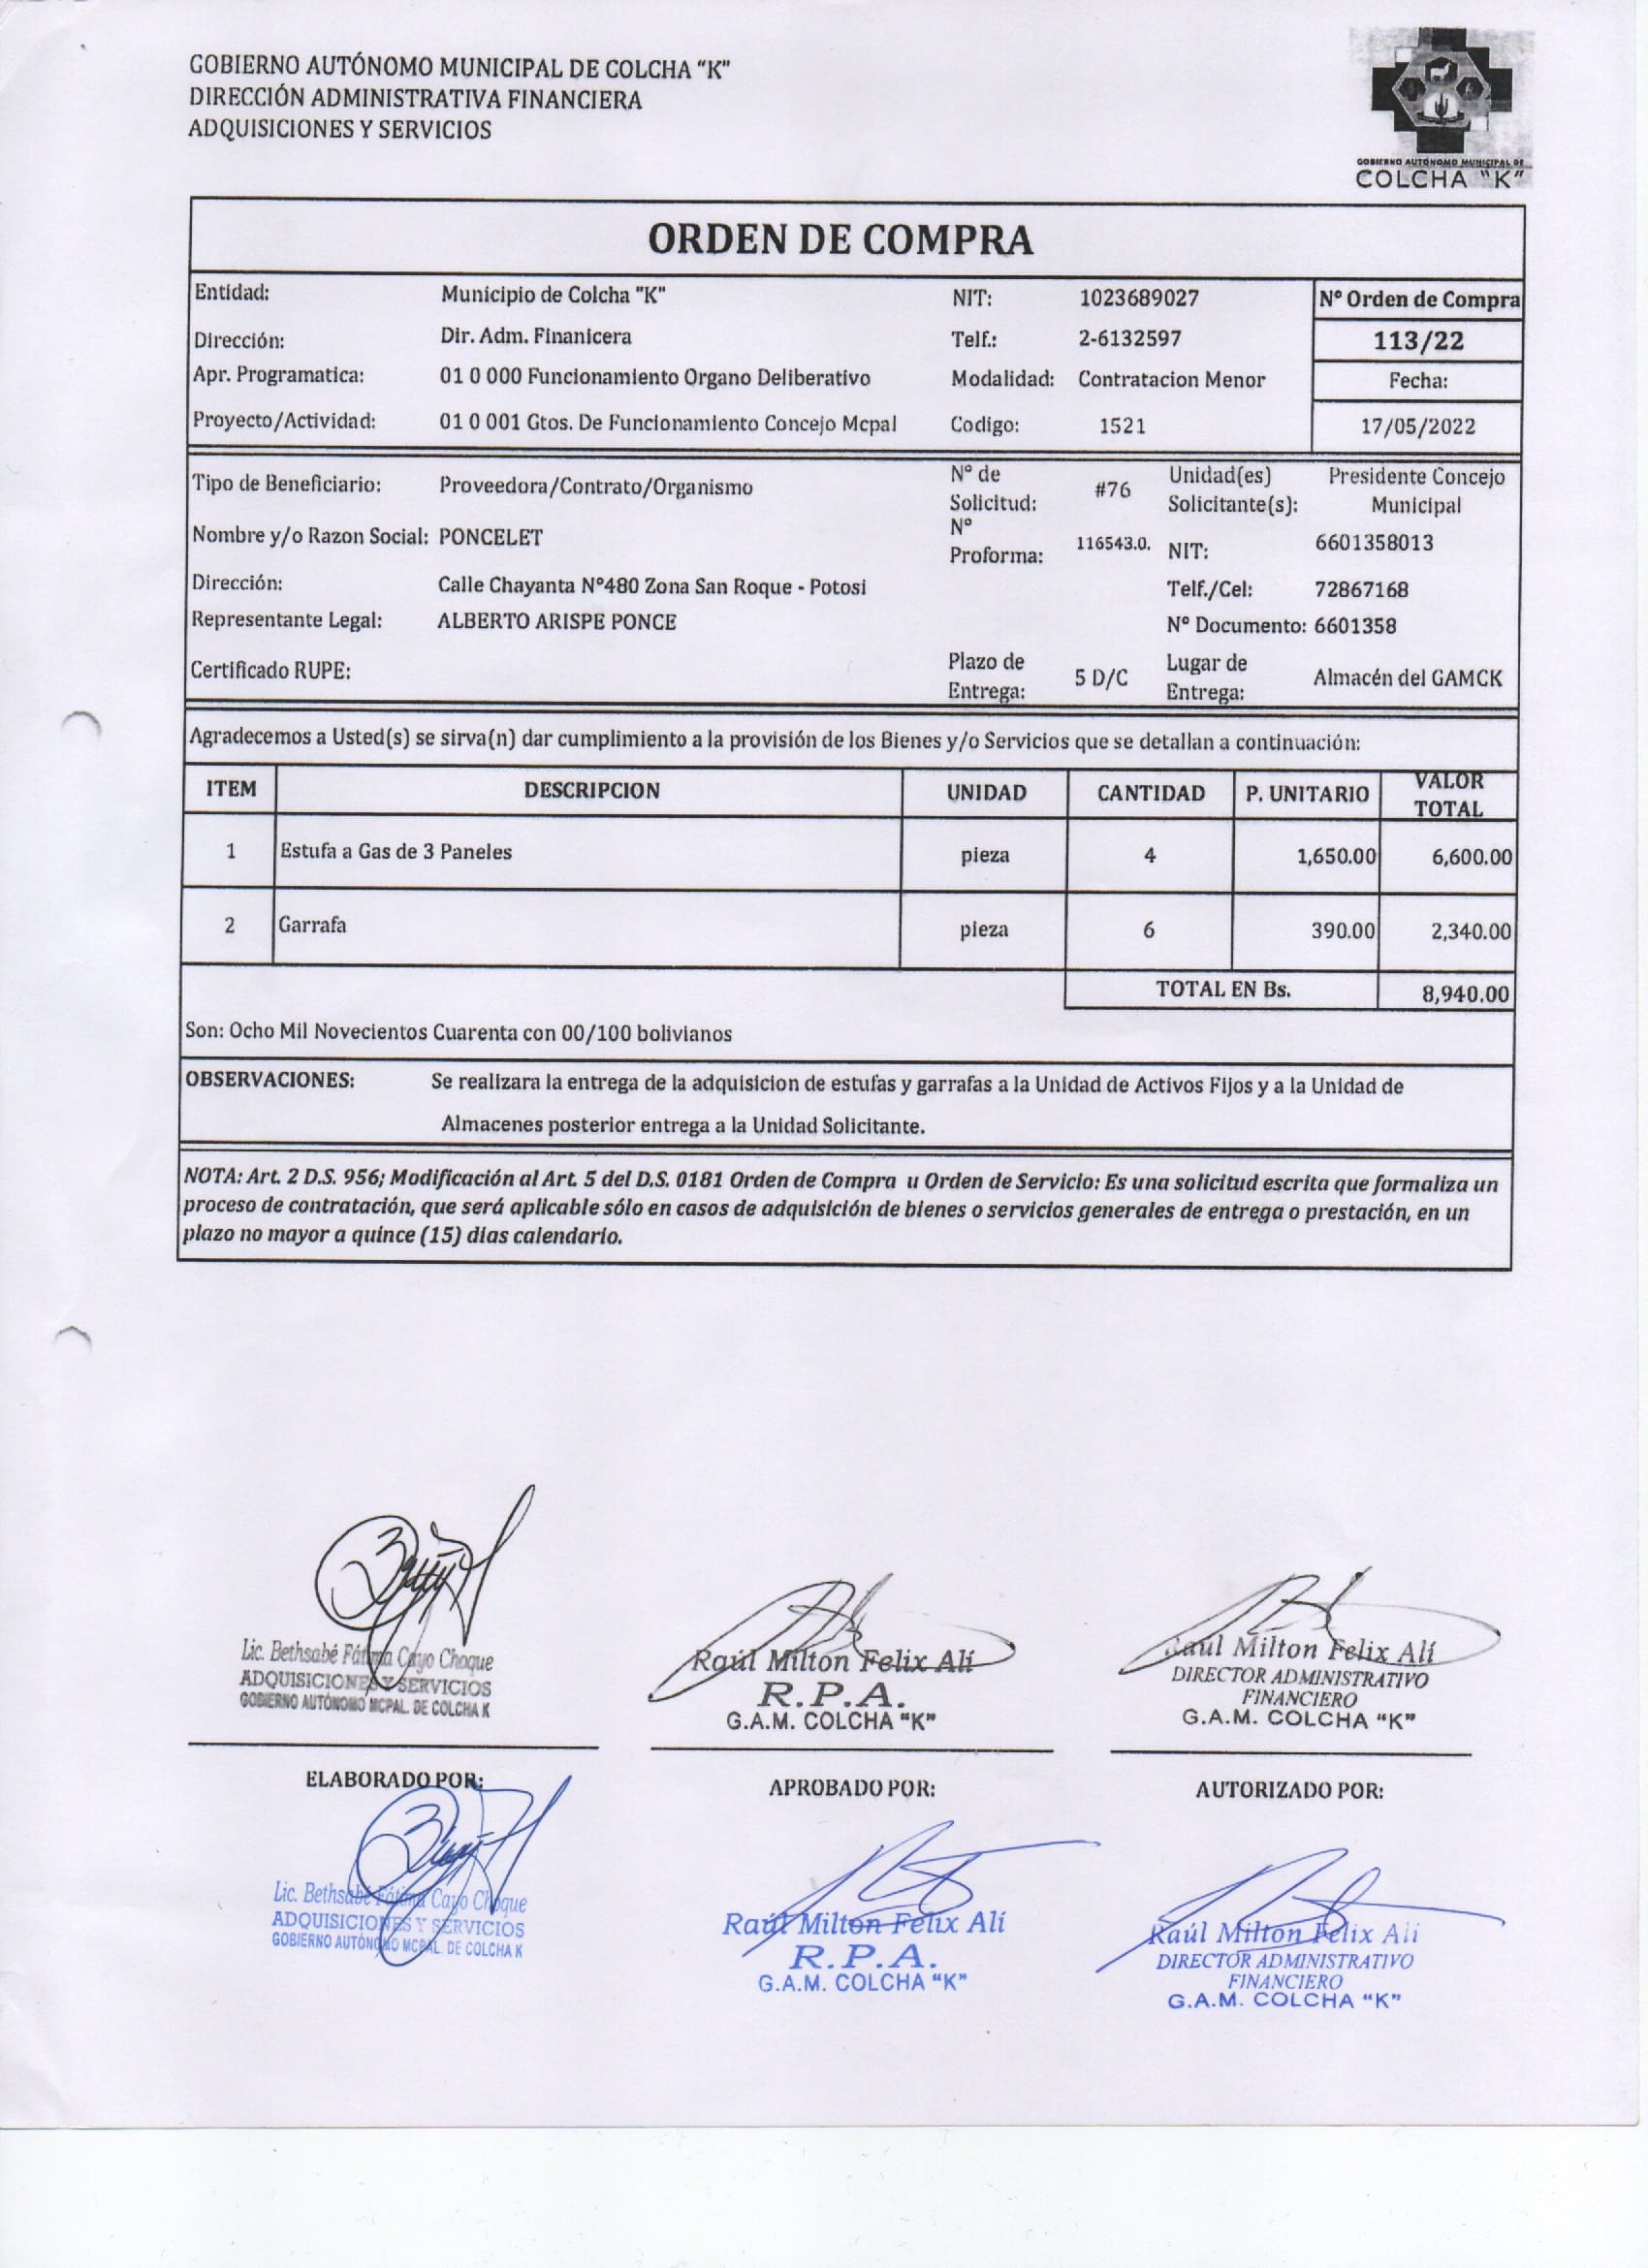 GOBIERNO AUTÓNOMO MUNICIPAL DE COLCHA "K"
DIRECCIÓN ADMINISTRATIVA FINANCIERA
ADQUISICIONES Y SERVICIOS
GOBIERNO AUTÓNOMO MUNICIPAL DE
COLCHA "K"
ORDEN DE COMPRA
Entidad: Municipio de Colcha "K" NIT: 1023689027 Nº Orden de Compra
Dirección: Dir. Adm. Finanicera Telf.: 2-6132597 113/22
Apr. Programatica: 01 0 000 Funcionamiento Organo Deliberativo Modalidad: Contratacion Menor Fecha:
Proyecto/Actividad: 01 0 001 Gtos. De Funcionamiento Concejo Mcpal Codigo: 1521 17/05/2022
Tipo de Beneficiario: Proveedora/Contrato/Organismo Nº de Solicitud: #76 Unidad(es) Solicitante(s): Presidente Concejo Municipal
Nombre y/o Razon Social: PONCELET Nº Proforma: 116543.0. NIT: 6601358013
Dirección: Calle Chayanta Nº480 Zona San Roque - Potosi Telf./Cel: 72867168
Representante Legal: ALBERTO ARISPE PONCE Nº Documento: 6601358
Certificado RUPE: Plazo de Entrega: 5 D/C Lugar de Entrega: Almacén del GAMCK
Agradecemos a Usted(s) se sirva(n) dar cumplimiento a la provisión de los Bienes y/o Servicios que se detallan a continuación:
ITEM DESCRIPCION UNIDAD CANTIDAD P. UNITARIO VALOR TOTAL
1 Estufa a Gas de 3 Paneles pieza 4 1,650.00 6,600.00
2 Garrafa pieza 6 390.00 2,340.00
TOTAL EN Bs. 8,940.00
Son: Ocho Mil Novecientos Cuarenta con 00/100 bolivianos
OBSERVACIONES: Se realizara la entrega de la adquisicion de estufas y garrafas a la Unidad de Activos Fijos y a la Unidad de
Almacenes posterior entrega a la Unidad Solicitante.
NOTA: Art. 2 D.S. 956; Modificación al Art. 5 del D.S. 0181 Orden de Compra u Orden de Servicio: Es una solicitud escrita que formaliza un
proceso de contratación, que será aplicable sólo en casos de adquisición de bienes o servicios generales de entrega o prestación, en un
plazo no mayor a quince (15) dias calendario.
Lic. Bethsabé Fátima Cayo Choque
ADQUISICIONES Y SERVICIOS
GOBIERNO AUTÓNOMO MCPAL. DE COLCHA K
Raúl Milton Felix Alí
R.P.A.
G.A.M. COLCHA "K"
Raúl Milton Felix Alí
DIRECTOR ADMINISTRATIVO
FINANCIERO
G.A.M. COLCHA "K"
ELABORADO POR: APROBADO POR: AUTORIZADO POR:
Lic. Bethsabé Fátima Cayo Choque
ADQUISICIONES Y SERVICIOS
GOBIERNO AUTÓNOMO MCPAL. DE COLCHA K
Raúl Milton Felix Alí
R.P.A.
G.A.M. COLCHA "K"
Raúl Milton Felix Alí
DIRECTOR ADMINISTRATIVO
FINANCIERO
G.A.M. COLCHA "K"